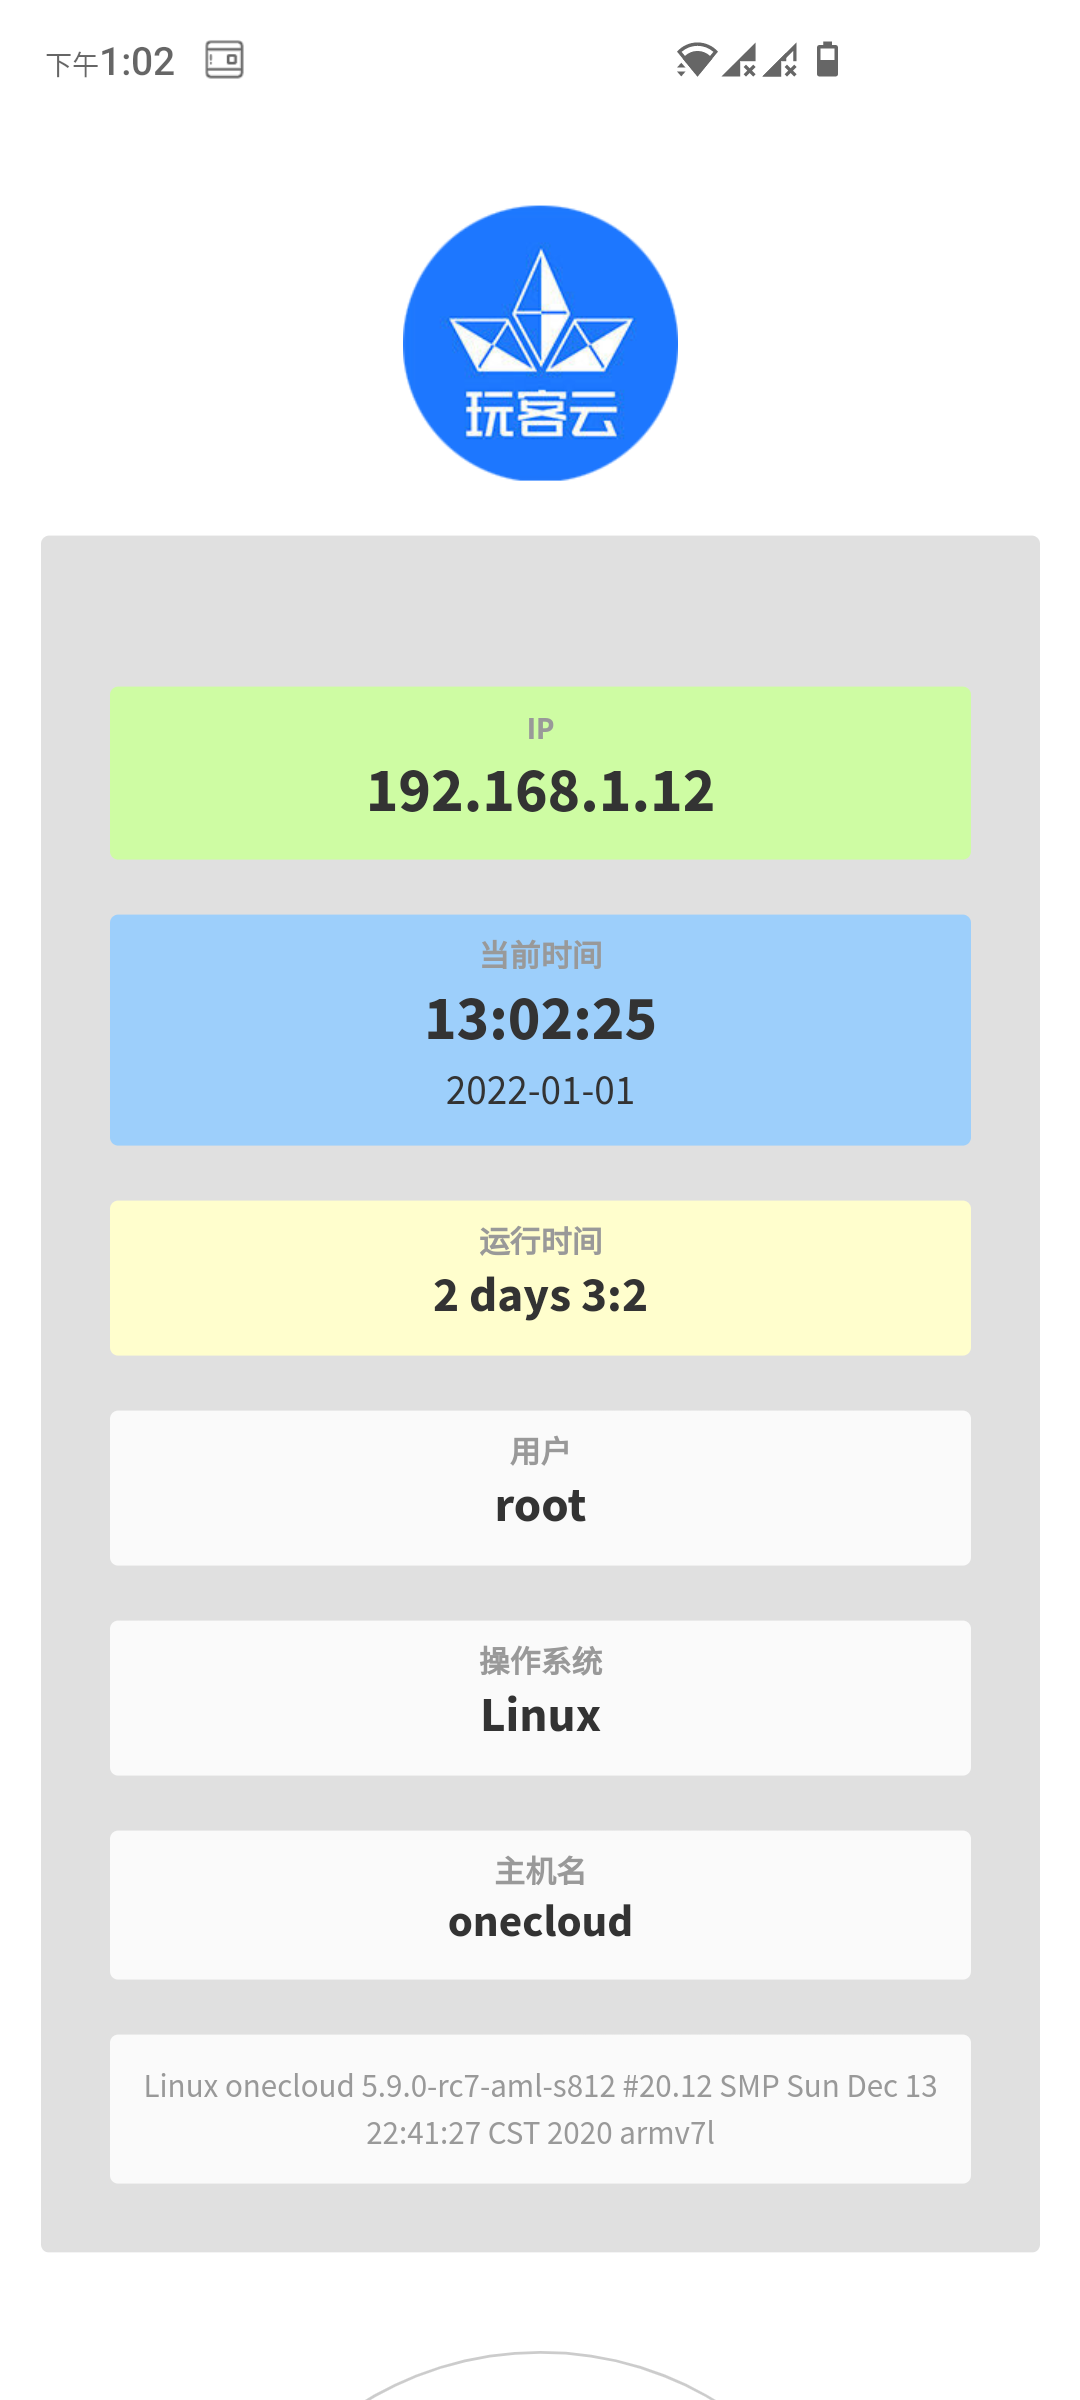 下午1:02
玩客云
IP
192.168.1.12
当前时间
13:02:25
2022-01-01
运行时间
2 days 3:2
用户
root
操作系统
Linux
主机名
onecloud
Linux onecloud 5.9.0-rc7-aml-s812 #20.12 SMP Sun Dec 13
22:41:27 CST 2020 armv7l